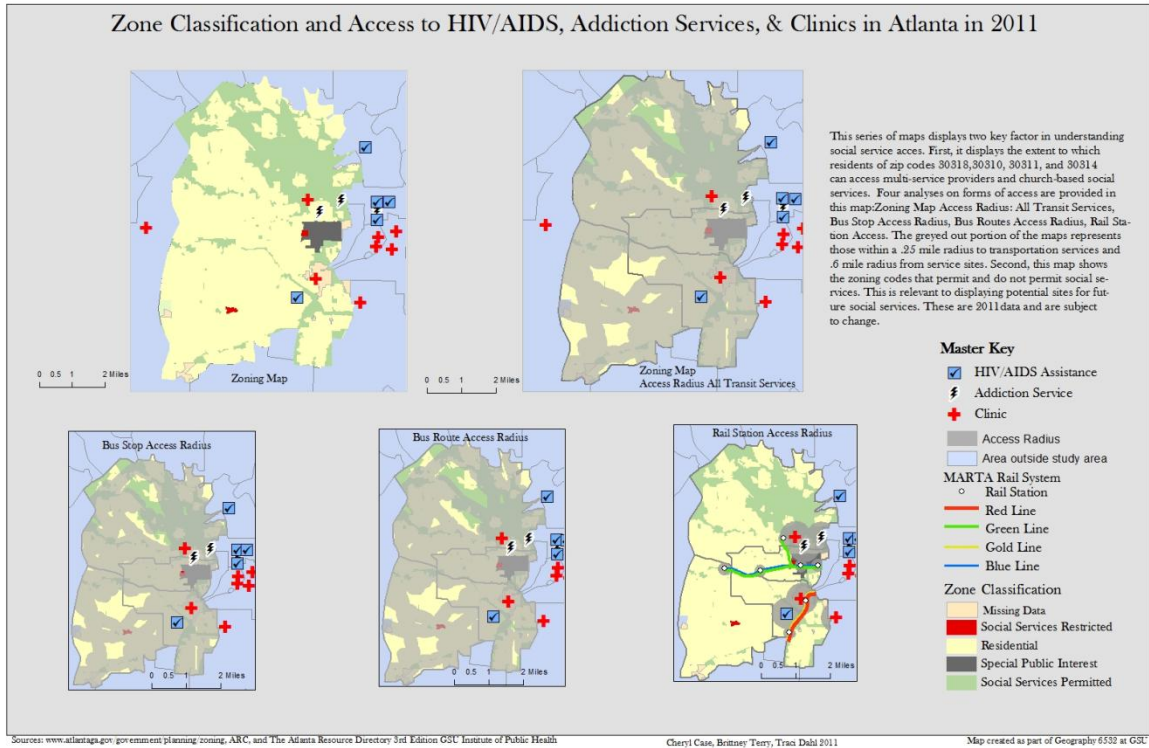 Zone Classification and Access to HIV/AIDS, Addiction Services, & Clinics in Atlanta in 2011
Zoning Map
0 0.5 1 2 Miles
Zoning Map
Access Radius All Transit Services
0 0.5 1 2 Miles
This series of maps displays two key factor in understanding
social service acces. First, it displays the extent to which
residents of zip codes 30318,30310, 30311, and 30314
can access multi-service providers and church-based social
services. Four analyses on forms of access are provided in
this map:Zoning Map Access Radius: All Transit Services,
Bus Stop Access Radius, Bus Routes Access Radius, Rail Sta-
tion Access. The greyed out portion of the maps represents
those within a .25 mile radius to transportation services and
.6 mile radius from service sites. Second, this map shows
the zoning codes that permit and do not permit social se-
vices. This is relevant to displaying potential sites for fut-
ure social services. These are 2011data and are subject
to change.
Bus Stop Access Radius
0 0.5 1 2 Miles
Bus Route Access Radius
0 0.5 1 2 Miles
Rail Station Access Radius
0 0.5 1 2 Miles
Master Key
HIV/AIDS Assistance
Addiction Service
Clinic
Access Radius
Area outside study area
MARTA Rail System
Rail Station
Red Line
Green Line
Gold Line
Blue Line
Zone Classification
Missing Data
Social Services Restricted
Residential
Special Public Interest
Social Services Permitted
Sources: www.atlantaga.gov/government/planning/zoning, ARC, and The Atlanta Resource Directory 3rd Edition GSU Institute of Public Health
Cheryl Case, Brittney Terry, Traci Dahl 2011
Map created as part of Geography 6532 at GSU